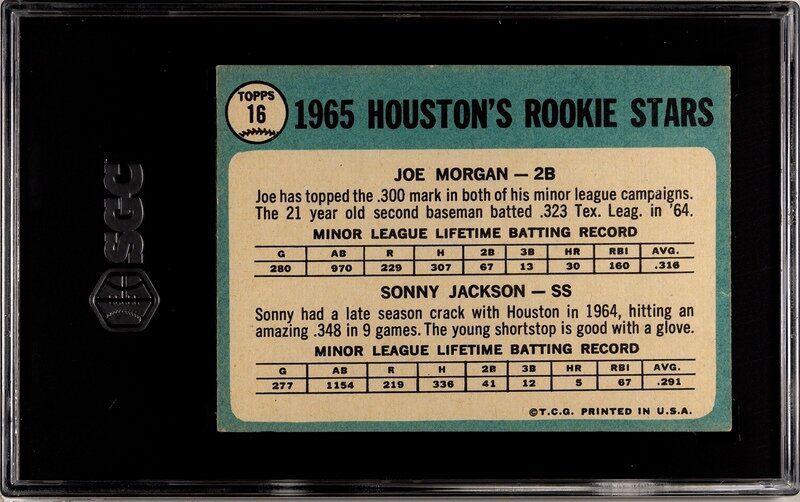 SGC
TOPPS
16
1965 HOUSTON'S ROOKIE STARS
JOE MORGAN — 2B
Joe has topped the .300 mark in both of his minor league campaigns.
The 21 year old second baseman batted .323 Tex. Leag. in '64.
MINOR LEAGUE LIFETIME BATTING RECORD
G AB R H 2B 3B HR RBI AVG.
280 970 229 307 67 13 30 160 .316
SONNY JACKSON — SS
Sonny had a late season crack with Houston in 1964, hitting an
amazing .348 in 9 games. The young shortstop is good with a glove.
MINOR LEAGUE LIFETIME BATTING RECORD
G AB R H 2B 3B HR RBI AVG.
277 1154 219 336 41 12 5 67 .291
©T.C.G. PRINTED IN U.S.A.